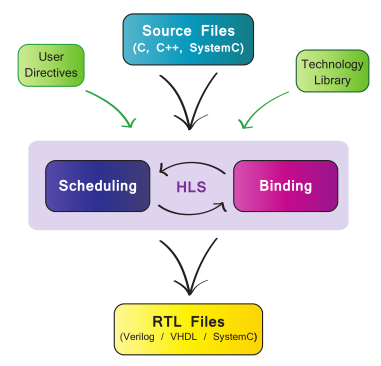 Source Files
(C, C++, SystemC)
User
Directives
Technology
Library
Scheduling
HLS
Binding
RTL Files
(Verilog / VHDL / SystemC)